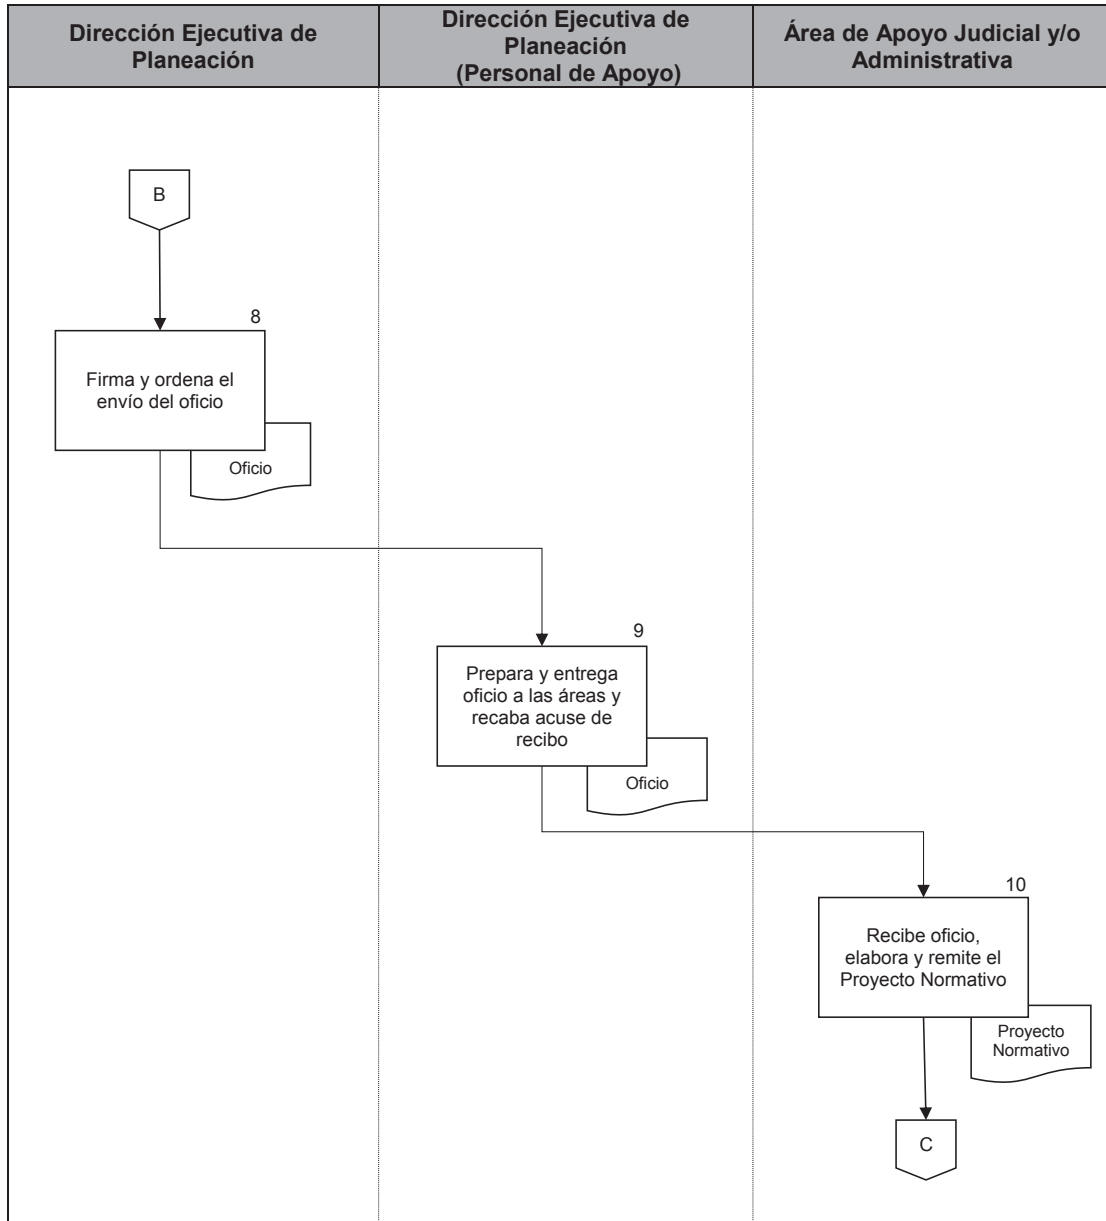 Dirección Ejecutiva de
Planeación
Dirección Ejecutiva de
Planeación
(Personal de Apoyo)
Área de Apoyo Judicial y/o
Administrativa
B
8
Firma y ordena el
envío del oficio
Oficio
9
Prepara y entrega
oficio a las áreas y
recaba acuse de
recibo
Oficio
10
Recibe oficio,
elabora y remite el
Proyecto Normativo
Proyecto
Normativo
C